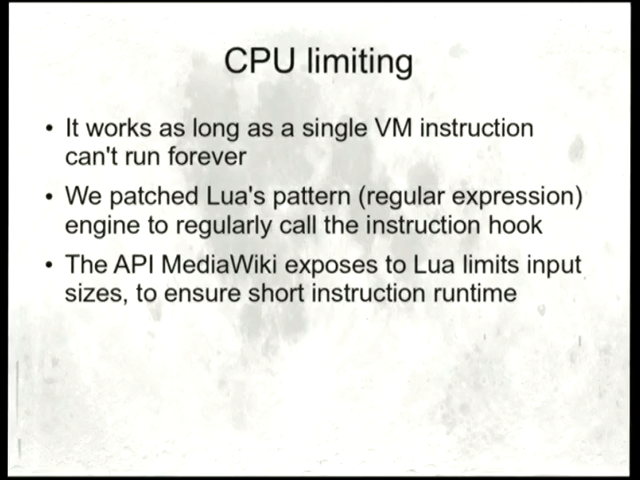 CPU limiting
• It works as long as a single VM instruction
can't run forever
• We patched Lua's pattern (regular expression)
engine to regularly call the instruction hook
• The API MediaWiki exposes to Lua limits input
sizes, to ensure short instruction runtime